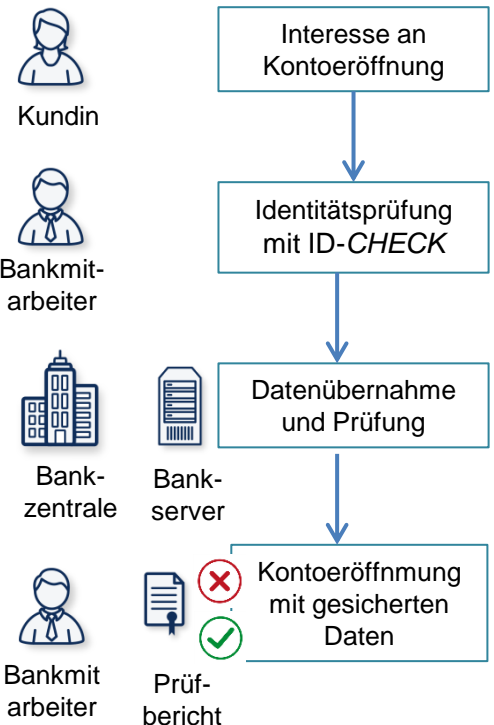 Interesse an
Kontoeröffnung
Kundin
Identitätsprüfung
mit ID-CHECK
Bankmit-
arbeiter
Datenübernahme
und Prüfung
Bank-
zentrale
Bank-
server
Kontoeröffnmung
mit gesicherten
Daten
Bankmit
arbeiter
Prüf-
bericht